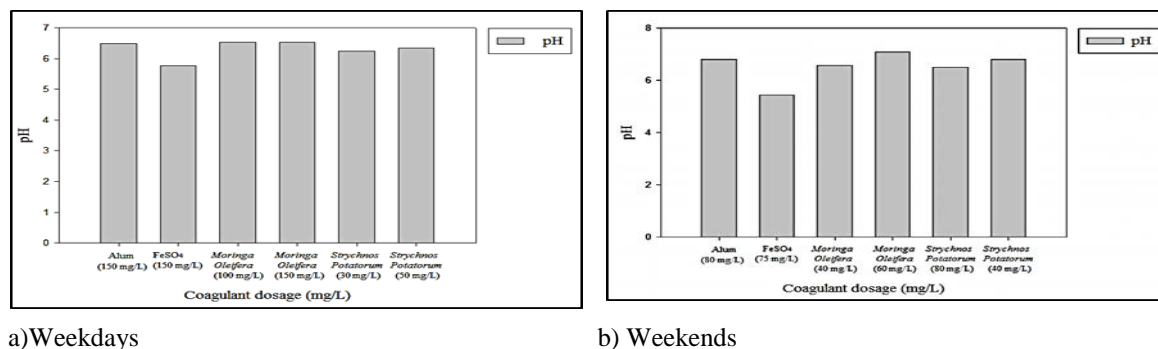 7
6
5
4
3
2
1
0
pH
pH
Alum
(150 mg/L)
FeSO4
(150 mg/L)
Moringa
Oleifera
(100 mg/L)
Moringa
Oleifera
(150 mg/L)
Strychnos
Potatorum
(30 mg/L)
Strychnos
Potatorum
(50 mg/L)
Coagulant dosage (mg/L)
a)Weekdays
8
6
4
2
0
pH
pH
Alum
(80 mg/L)
FeSO4
(75 mg/L)
Moringa
Oleifera
(40 mg/L)
Moringa
Oleifera
(60 mg/L)
Strychnos
Potatorum
(80 mg/L)
Strychnos
Potatorum
(40 mg/L)
Coagulant dosage (mg/L)
b) Weekends